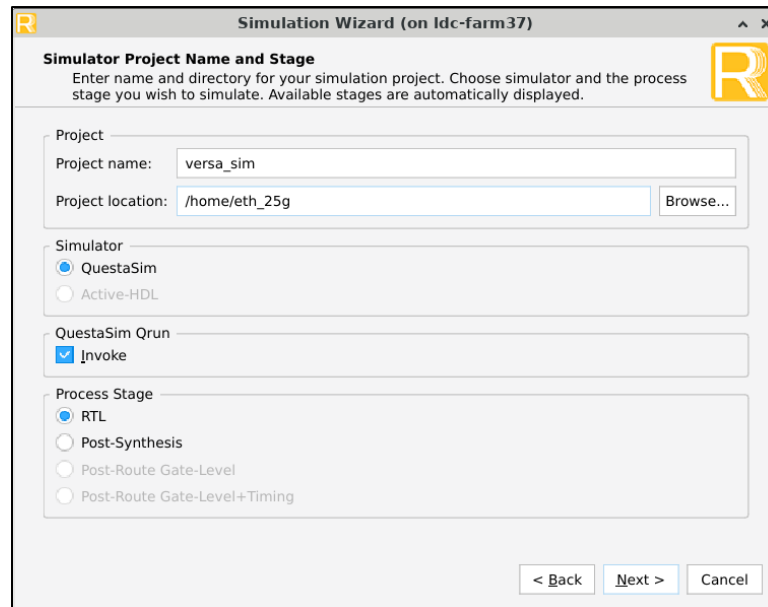 Simulation Wizard (on ldc-farm37)
Simulator Project Name and Stage
Enter name and directory for your simulation project. Choose simulator and the process
stage you wish to simulate. Available stages are automatically displayed.
Project
Project name: versa_sim
Project location: /home/eth_25g Browse...
Simulator
QuestaSim
Active-HDL
QuestaSim Qrun
Invoke
Process Stage
RTL
Post-Synthesis
Post-Route Gate-Level
Post-Route Gate-Level+Timing
< Back Next > Cancel